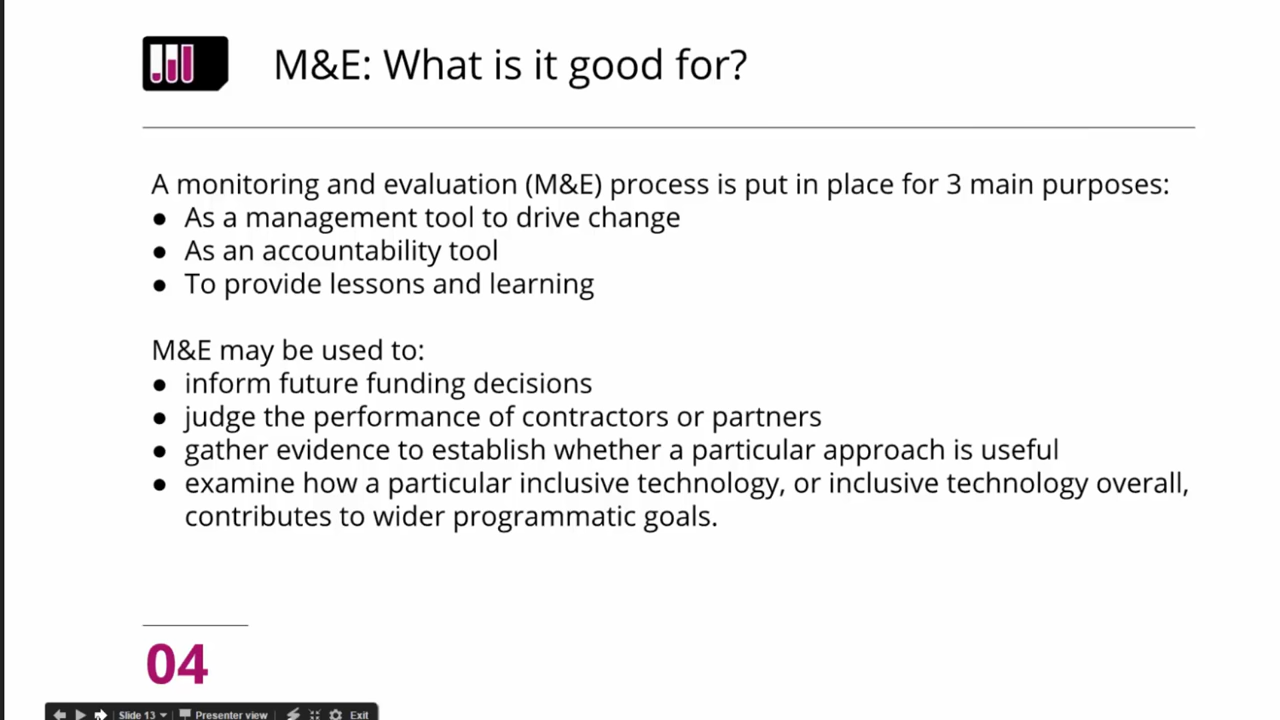 M&E: What is it good for?
A monitoring and evaluation (M&E) process is put in place for 3 main purposes:
● As a management tool to drive change
● As an accountability tool
● To provide lessons and learning
M&E may be used to:
● inform future funding decisions
● judge the performance of contractors or partners
● gather evidence to establish whether a particular approach is useful
● examine how a particular inclusive technology, or inclusive technology overall,
contributes to wider programmatic goals.
04
Slide 13 Presenter view Exit